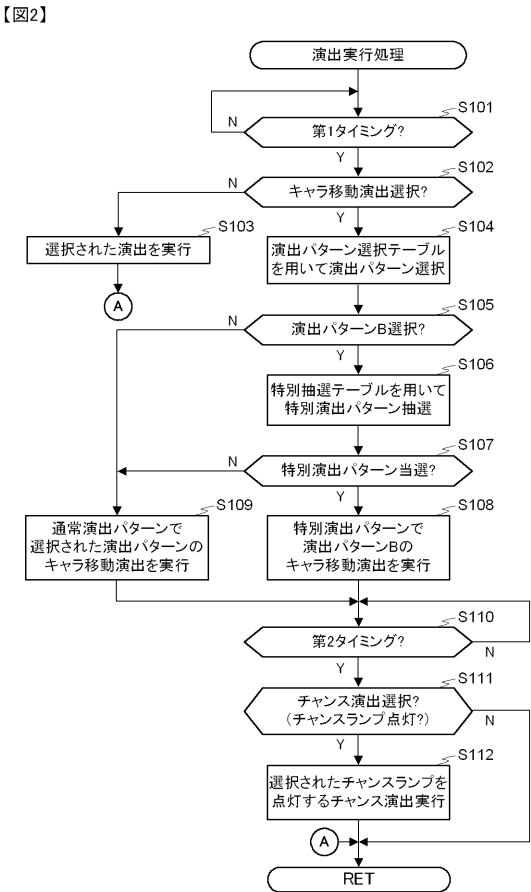 【図2】
演出実行処理
S101
第1タイミング?
N
Y
S102
キャラ移動演出選択?
N
Y
S103
選択された演出を実行
A
S104
演出パターン選択テーブル
を用いて演出パターン選択
S105
演出パターンB選択?
N
Y
S106
特別抽選テーブルを用いて
特別演出パターン抽選
S107
特別演出パターン当選?
N
Y
S109
通常演出パターンで
選択された演出パターンの
キャラ移動演出を実行
S108
特別演出パターンで
演出パターンBの
キャラ移動演出を実行
S110
第2タイミング?
N
Y
S111
チャンス演出選択?
(チャンスランプ点灯?)
N
Y
S112
選択されたチャンスランプを
点灯するチャンス演出実行
A
RET